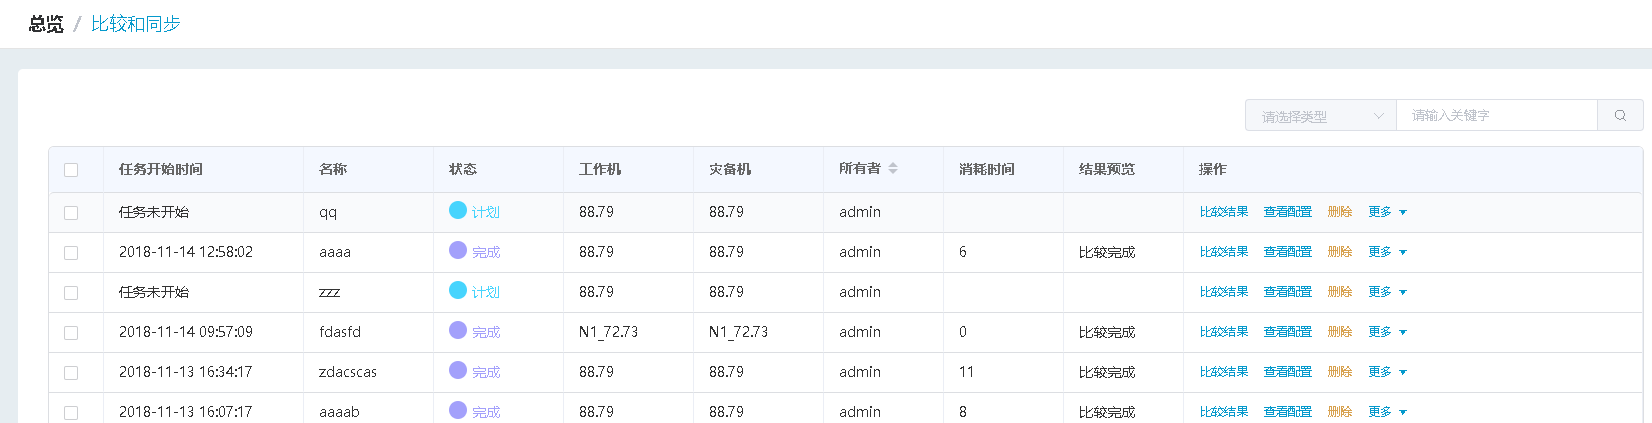 总览 / 比较和同步
请选择类型 请输入关键字
任务开始时间 名称 状态 工作机 灾备机 所有者 消耗时间 结果预览 操作
任务未开始 qq 计划 88.79 88.79 admin 比较结果 查看配置 删除 更多
2018-11-14 12:58:02 aaaa 完成 88.79 88.79 admin 6 比较完成 比较结果 查看配置 删除 更多
任务未开始 zzz 计划 88.79 88.79 admin 比较结果 查看配置 删除 更多
2018-11-14 09:57:09 fdasfd 完成 N1_72.73 N1_72.73 admin 0 比较完成 比较结果 查看配置 删除 更多
2018-11-13 16:34:17 zdacscas 完成 88.79 88.79 admin 11 比较完成 比较结果 查看配置 删除 更多
2018-11-13 16:07:17 aaaab 完成 88.79 88.79 admin 8 比较完成 比较结果 查看配置 删除 更多